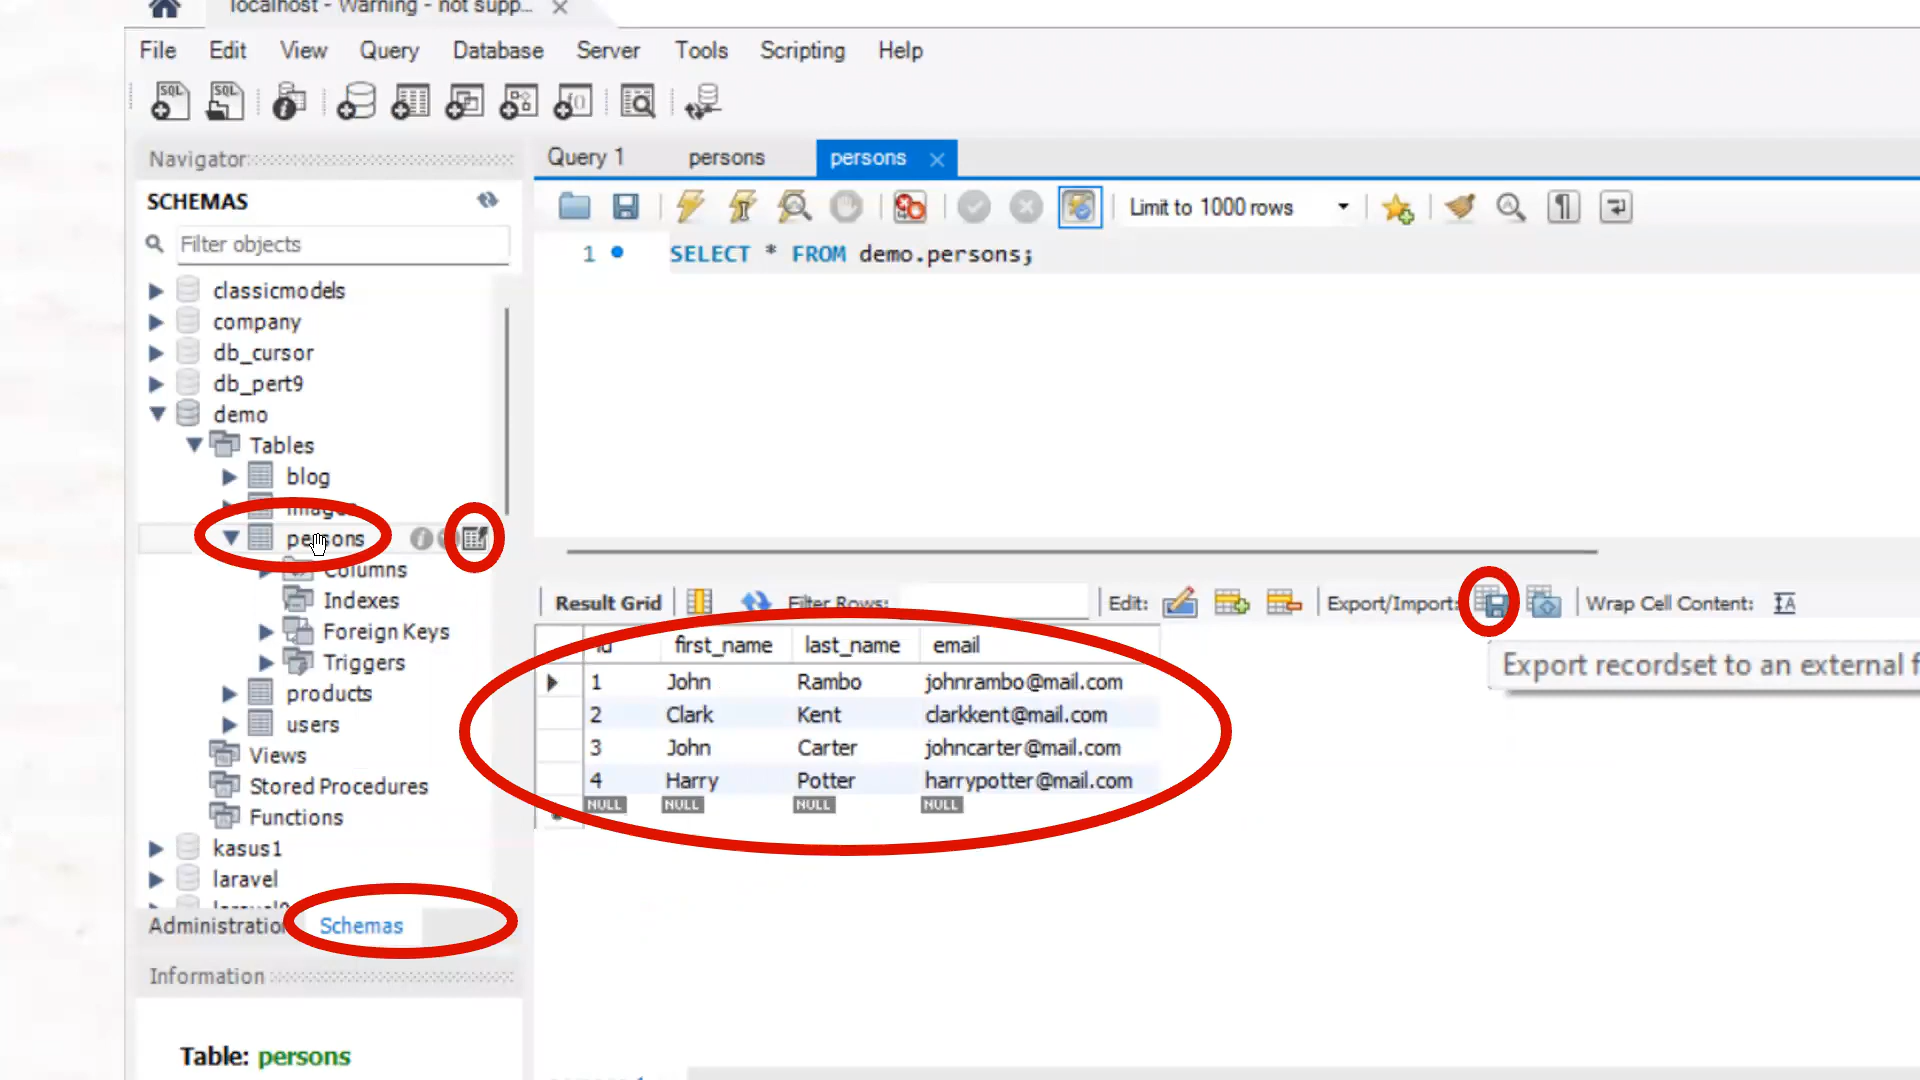 localhost - Warning - not supp...
File Edit View Query Database Server Tools Scripting Help
SQL SQL
Navigator
Query 1 persons persons
SCHEMAS
Limit to 1000 rows
Filter objects
1 SELECT * FROM demo.persons;
classicmodels
company
db_cursor
db_pert9
demo
Tables
blog
images
persons
Columns
Indexes
Foreign Keys
Triggers
products
users
Views
Stored Procedures
Functions
kasus1
laravel
Administration Schemas
Information
Table: persons
Result Grid Filter Rows: Edit: Export/Import: Wrap Cell Content:
Export recordset to an external f
id first_name last_name email
1 John Rambo johnrambo@mail.com
2 Clark Kent clarkkent@mail.com
3 John Carter johncarter@mail.com
4 Harry Potter harrypotter@mail.com
NULL NULL NULL NULL